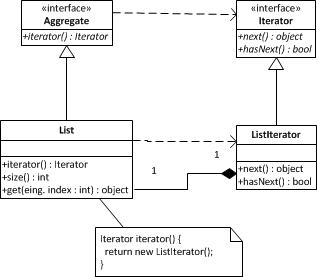 «interface»
Aggregate
+iterator() : Iterator
«interface»
Iterator
+next() : object
+hasNext() : bool
List
+iterator() : Iterator
+size() : int
+get(eing. index : int) : object
ListIterator
+next() : object
+hasNext() : bool
1
1
Iterator iterator() {
return new ListIterator();
}